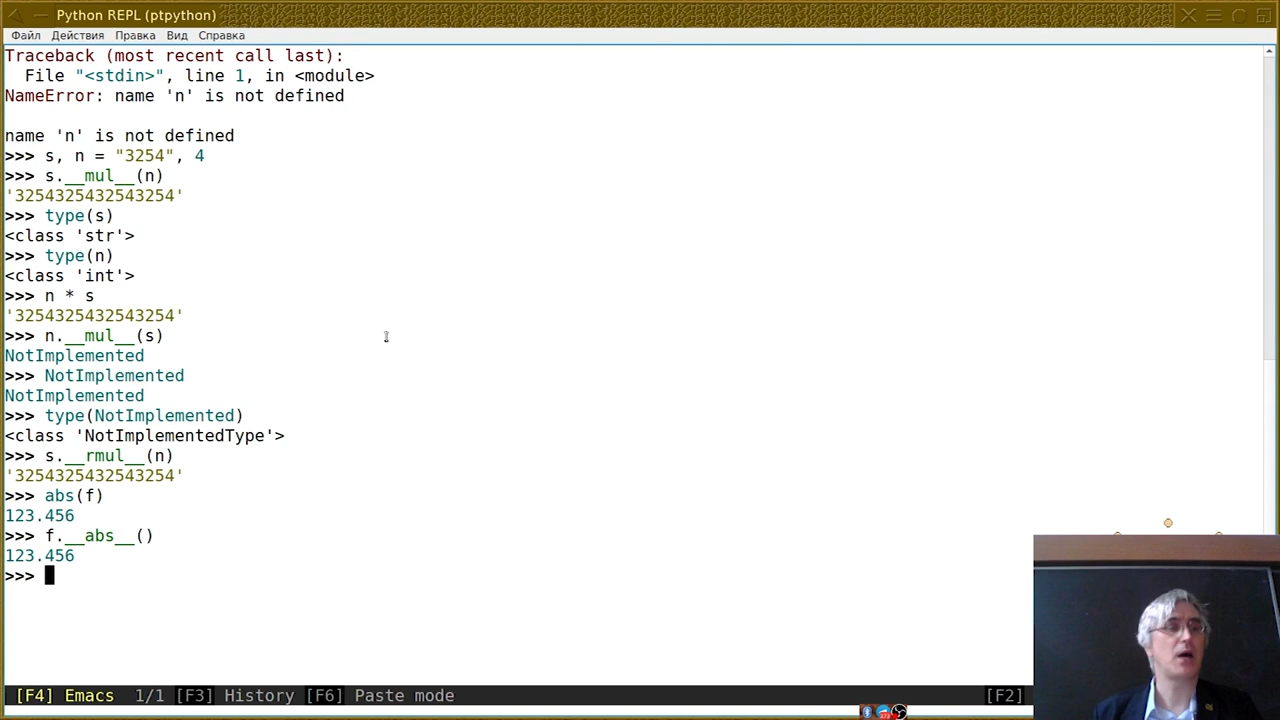 Python REPL (ptpython)
Файл Действия Правка Вид Справка
Traceback (most recent call last):
  File "<stdin>", line 1, in <module>
NameError: name 'n' is not defined
name 'n' is not defined
>>> s, n = "3254", 4
>>> s.__mul__(n)
'3254325432543254'
>>> type(s)
<class 'str'>
>>> type(n)
<class 'int'>
>>> n * s
'3254325432543254'
>>> n.__mul__(s)
NotImplemented
>>> NotImplemented
NotImplemented
>>> type(NotImplemented)
<class 'NotImplementedType'>
>>> s.__rmul__(n)
'3254325432543254'
>>> abs(f)
123.456
>>> f.__abs__()
123.456
>>>
[F4] Emacs 1/1 [F3] History [F6] Paste mode [F2]